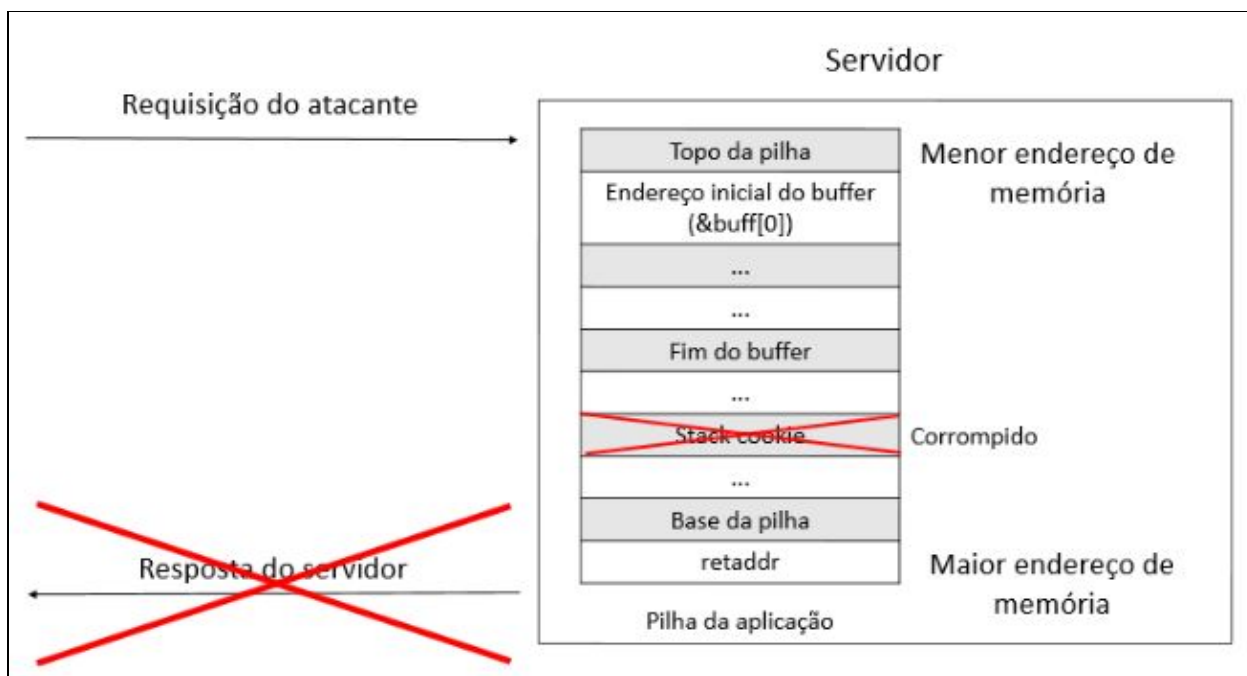 Servidor
Requisição do atacante
Topo da pilha
Menor endereço de
memória
Endereço inicial do buffer
(&buff[0])
...
...
Fim do buffer
...
Stack cookie
Corrompido
...
Base da pilha
Resposta do servidor
retaddr
Maior endereço de
memória
Pilha da aplicação